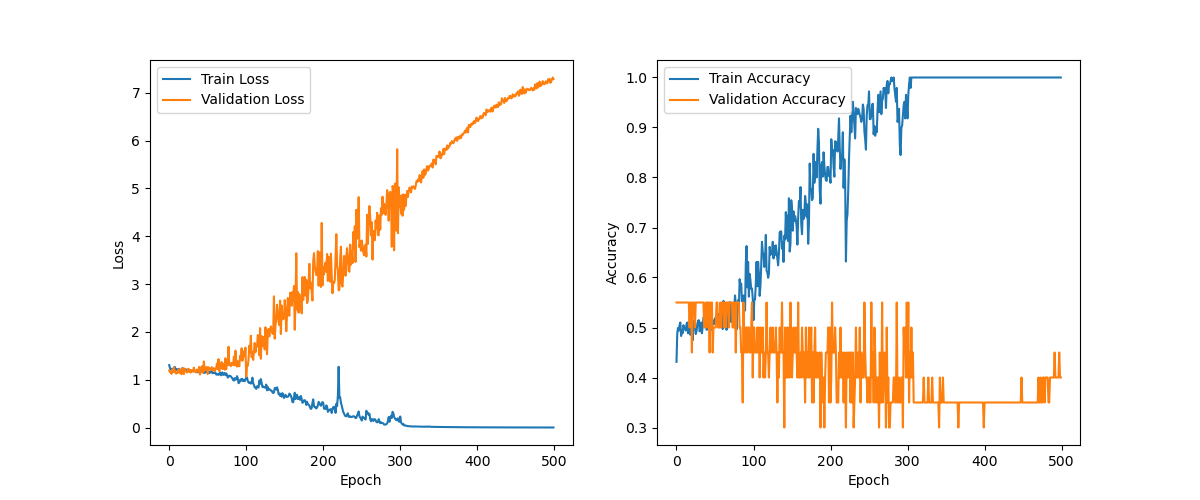 Train Loss
Validation Loss
7
6
5
4
3
2
1
0
0 100 200 300 400 500
Epoch
Loss
Train Accuracy
Validation Accuracy
1.0
0.9
0.8
0.7
0.6
0.5
0.4
0.3
0 100 200 300 400 500
Epoch
Accuracy